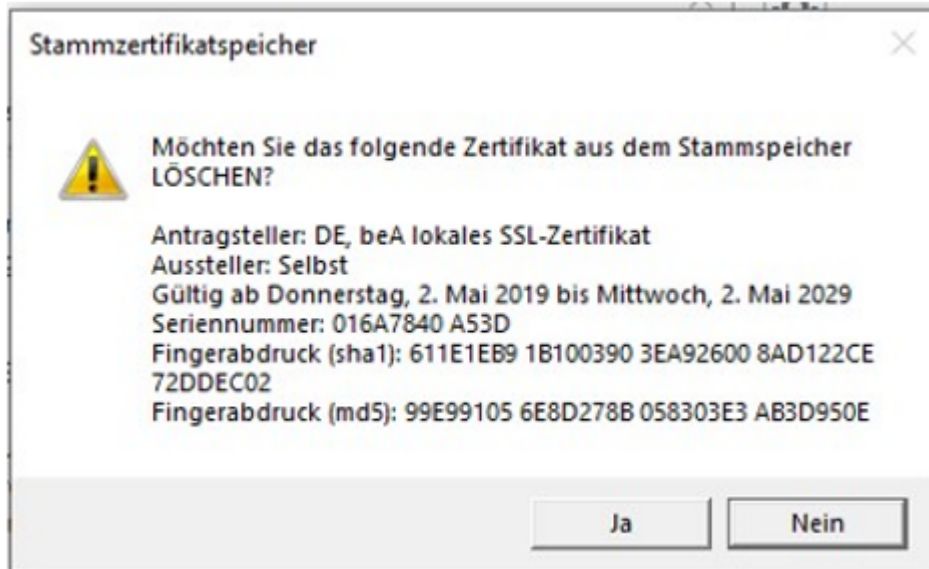 Stammzertifikatspeicher
Möchten Sie das folgende Zertifikat aus dem Stammspeicher
LÖSCHEN?
Antragsteller: DE, beA lokales SSL-Zertifikat
Aussteller: Selbst
Gültig ab Donnerstag, 2. Mai 2019 bis Mittwoch, 2. Mai 2029
Seriennummer: 016A7840 A53D
Fingerabdruck (sha1): 611E1EB9 1B100390 3EA92600 8AD122CE
72DDEC02
Fingerabdruck (md5): 99E99105 6E8D278B 058303E3 AB3D950E
Ja
Nein